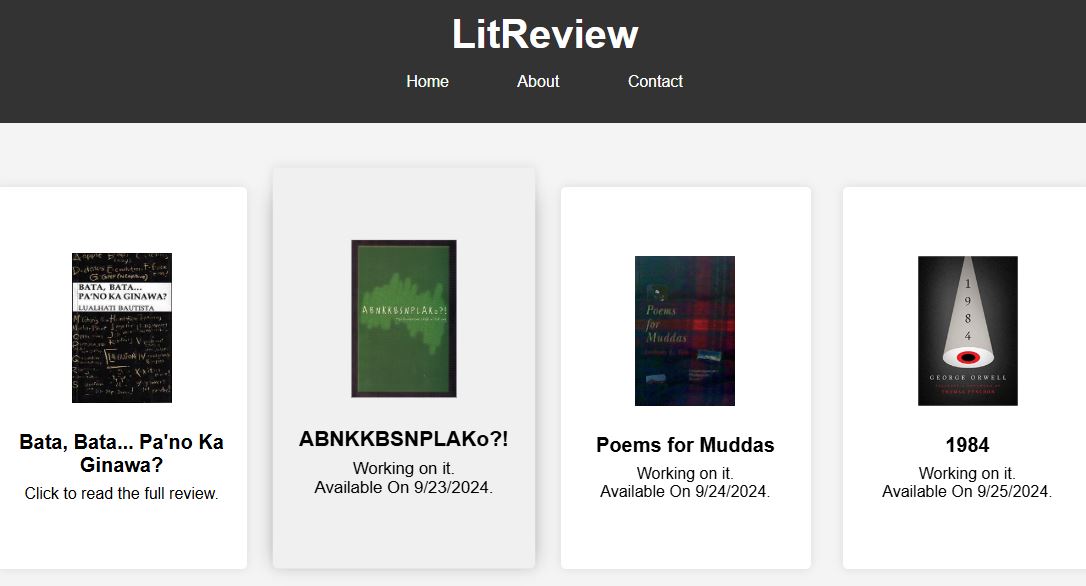 LitReview
Home About Contact
BATA, BATA...
PA'NO KA GINAWA?
LUALHATI BAUTISTA
Bata, Bata... Pa'no Ka
Ginawa?
Click to read the full review.
ABNKKBSNPLAKo?!
ABNKKBSNPLAKo?!
Working on it.
Available On 9/23/2024.
Poems
for
Muddas
Poems for Muddas
Working on it.
Available On 9/24/2024.
1
9
8
4
GEORGE ORWELL
THOMAS PYNCHON
1984
Working on it.
Available On 9/25/2024.